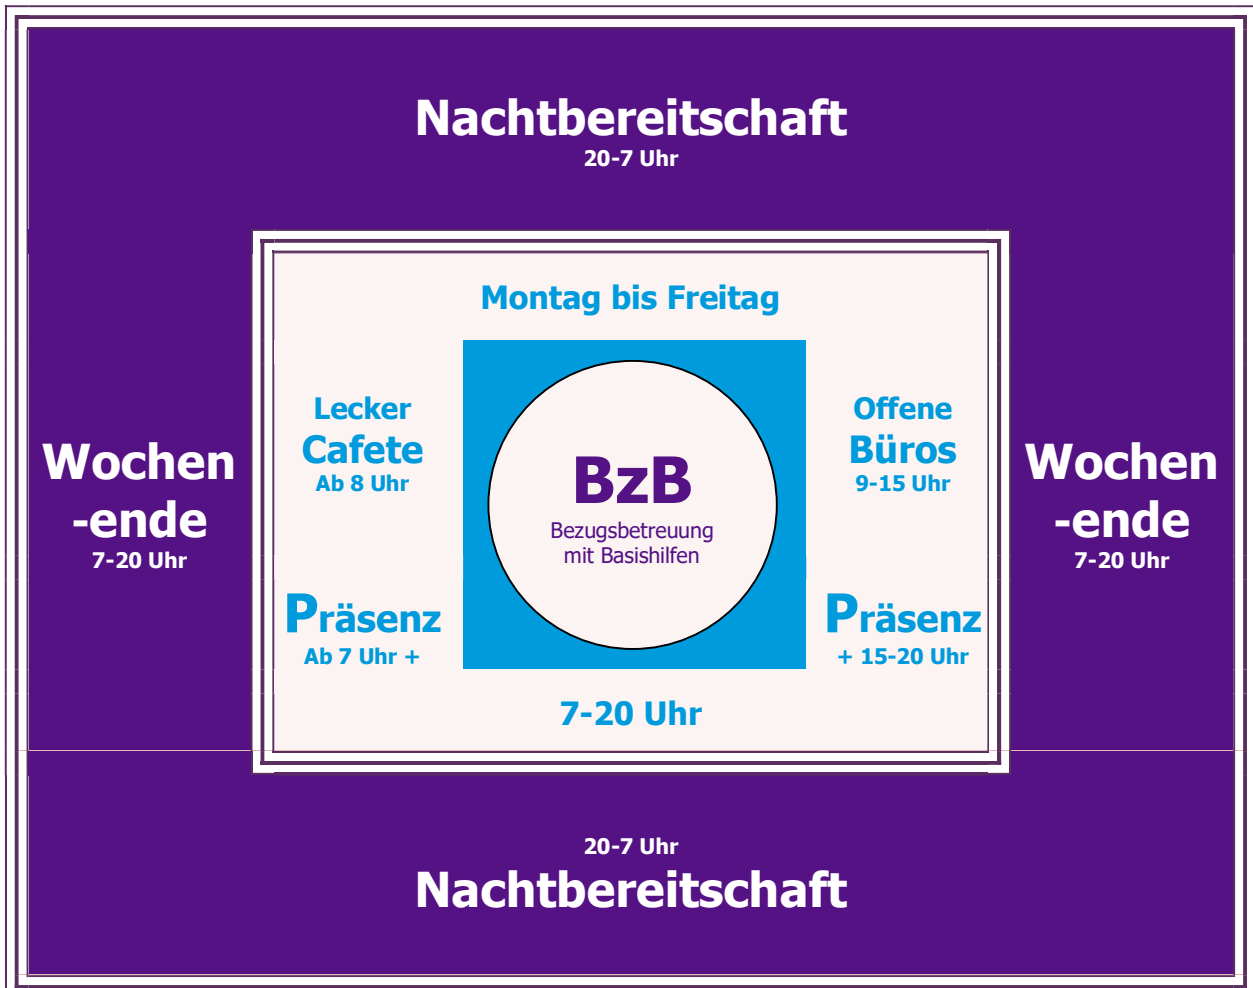 Nachtbereitschaft
20-7 Uhr
Montag bis Freitag
Lecker
Cafete
Ab 8 Uhr
Offene
Büros
9-15 Uhr
Wochen
-ende
7-20 Uhr
BzB
Bezugsbetreuung
mit Basishilfen
Wochen
-ende
7-20 Uhr
Präsenz
Ab 7 Uhr +
Präsenz
+ 15-20 Uhr
7-20 Uhr
20-7 Uhr
Nachtbereitschaft